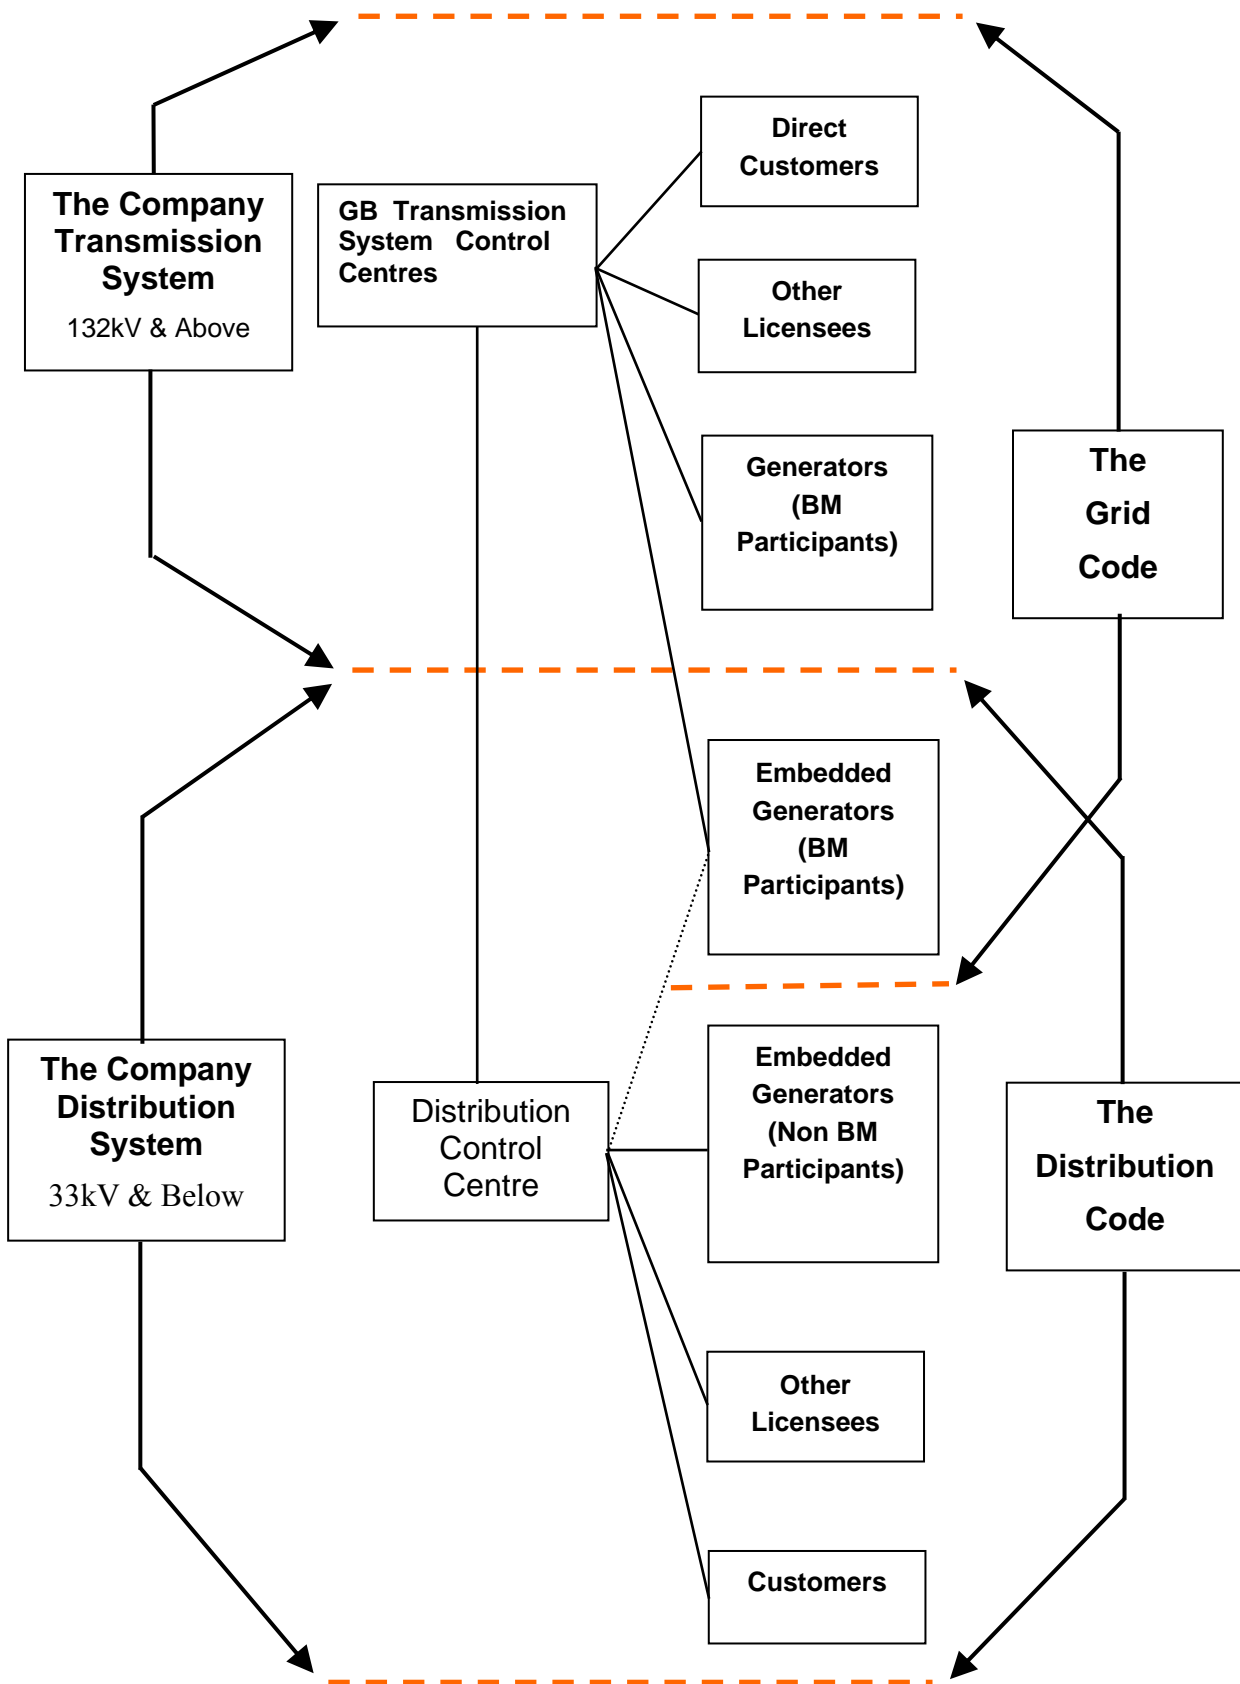 Direct
Customers
The Company
Transmission
System
132kV & Above
GB Transmission
System Control
Centres
Other
Licensees
Generators
(BM
Participants)
The
Grid
Code
Embedded
Generators
(BM
Participants)
The Company
Distribution
System
33kV & Below
Distribution
Control
Centre
Embedded
Generators
(Non BM
Participants)
The
Distribution
Code
Other
Licensees
Customers